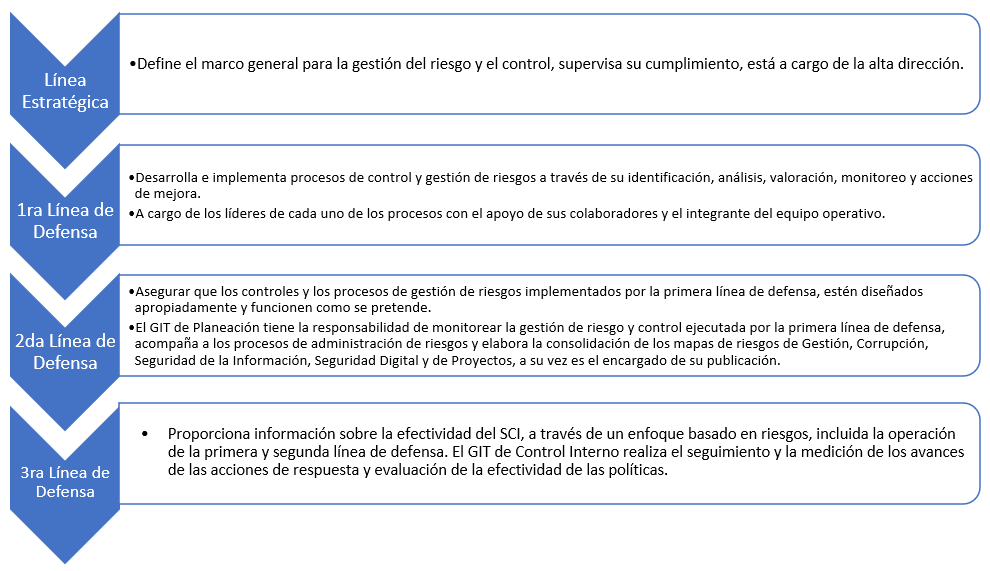 Línea
Estratégica
•Define el marco general para la gestión del riesgo y el control, supervisa su cumplimiento, está a cargo de la alta dirección.
1ra Línea de
Defensa
•Desarrolla e implementa procesos de control y gestión de riesgos a través de su identificación, análisis, valoración, monitoreo y acciones
de mejora.
•A cargo de los líderes de cada uno de los procesos con el apoyo de sus colaboradores y el integrante del equipo operativo.
2da Línea de
Defensa
•Asegurar que los controles y los procesos de gestión de riesgos implementados por la primera línea de defensa, estén diseñados
apropiadamente y funcionen como se pretende.
•El GIT de Planeación tiene la responsabilidad de monitorear la gestión de riesgo y control ejecutada por la primera línea de defensa,
acompaña a los procesos de administración de riesgos y elabora la consolidación de los mapas de riesgos de Gestión, Corrupción,
Seguridad de la Información, Seguridad Digital y de Proyectos, a su vez es el encargado de su publicación.
3ra Línea de
Defensa
• Proporciona información sobre la efectividad del SCI, a través de un enfoque basado en riesgos, incluida la operación
de la primera y segunda línea de defensa. El GIT de Control Interno realiza el seguimiento y la medición de los avances
de las acciones de respuesta y evaluación de la efectividad de las políticas.